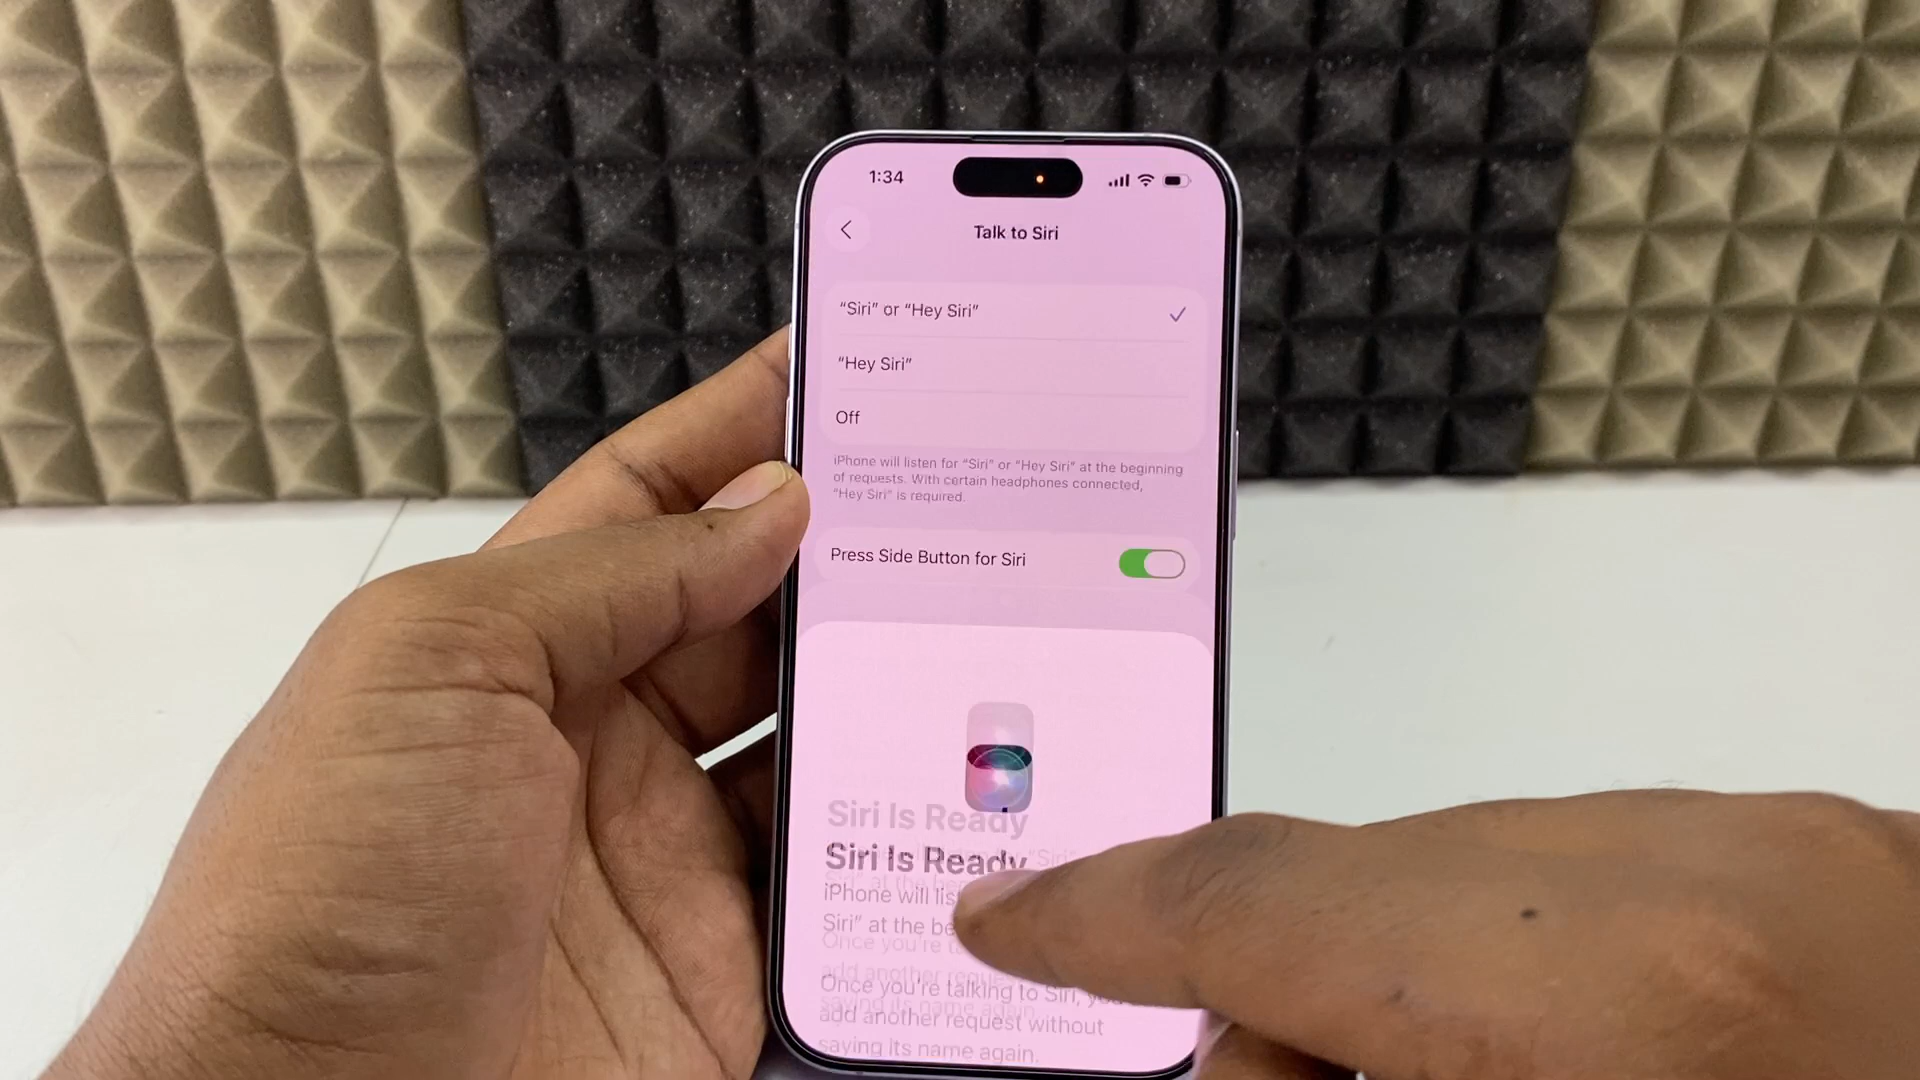 1:34
Talk to Siri
“Siri” or “Hey Siri”
“Hey Siri”
Off
iPhone will listen for “Siri” or “Hey Siri” at the beginning
of requests. With certain headphones connected,
“Hey Siri” is required.
Press Side Button for Siri
Siri Is Ready
Siri Is Ready
iPhone will
Siri” at the
Once you're talking to Siri,
add another request without
saying its name again.